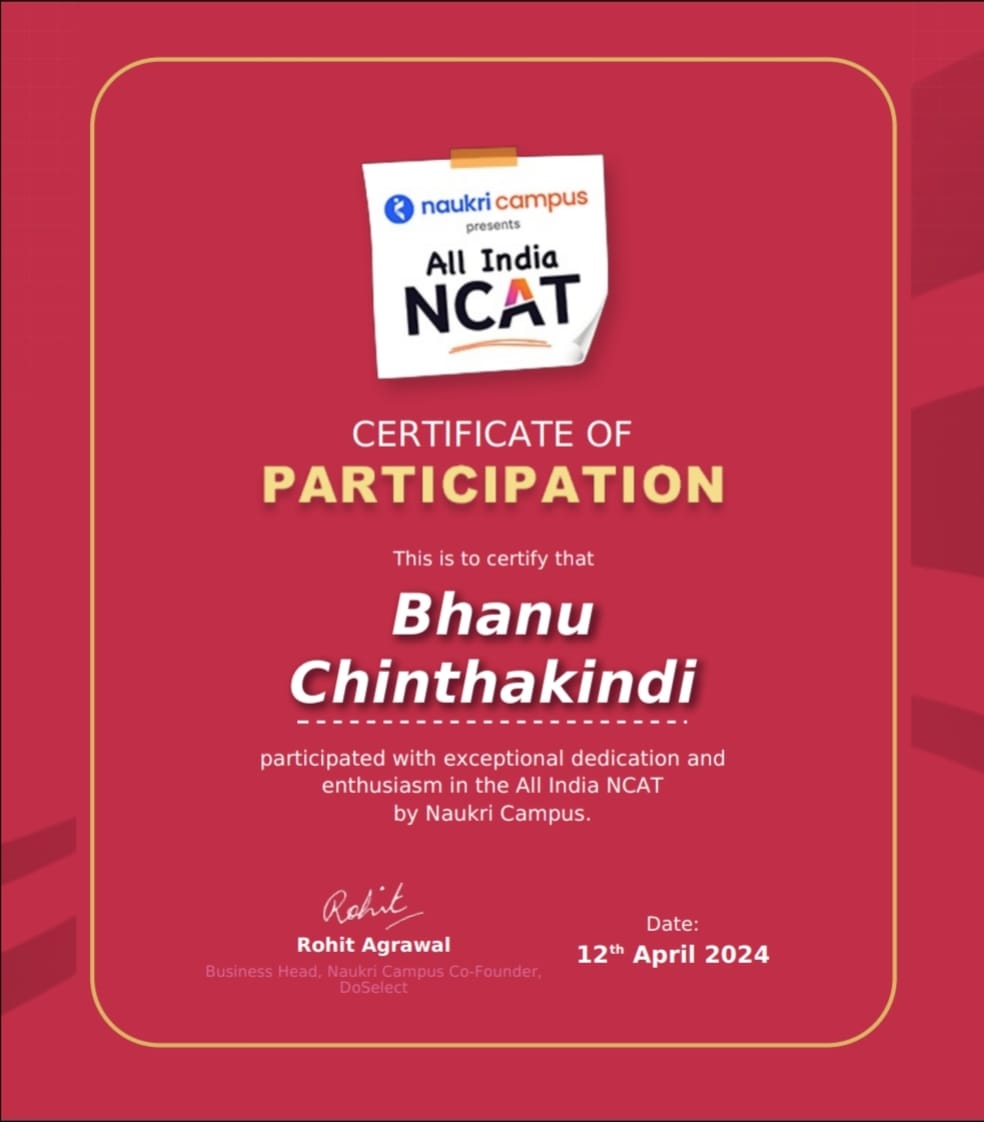 naukri campus
presents
All India
NCAT
CERTIFICATE OF
PARTICIPATION
This is to certify that
Bhanu
Chinthakindi
participated with exceptional dedication and
enthusiasm in the All India NCAT
by Naukri Campus.
Rohit
Rohit Agrawal
Business Head, Naukri Campus Co-Founder,
DoSelect
Date:
12th April 2024